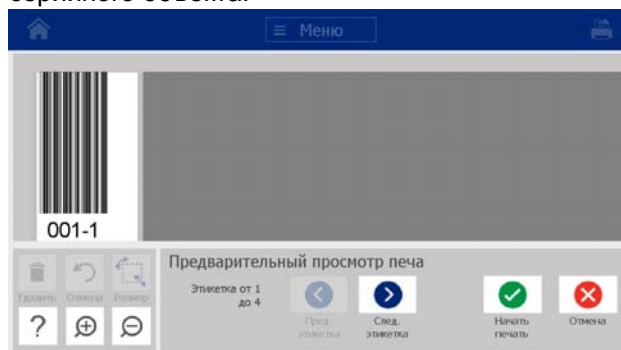 серийного объекта.
≡ Меню
001-1
Предварительный просмотр печа
Этикетка от 1
до 4
Удалить Отмена Размер
Пред.
этикетка
След.
этикетка
Начать
печать
Отмена
?